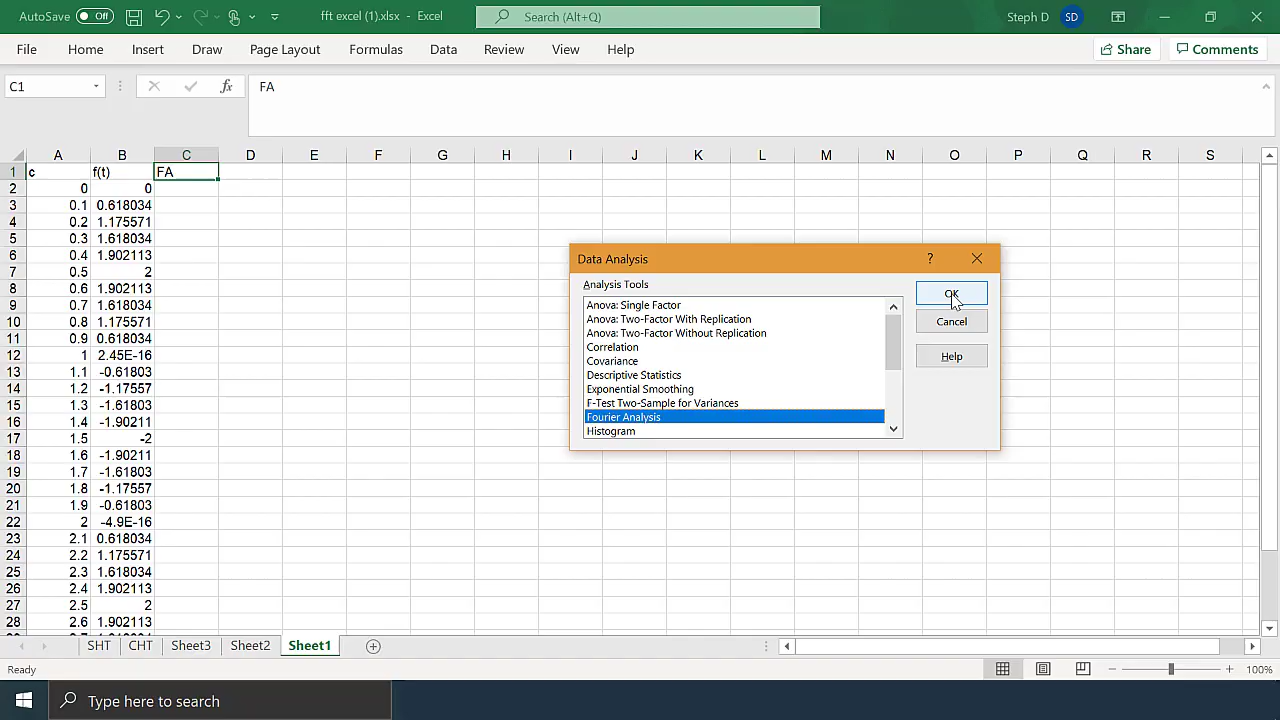 AutoSave Off fft excel (1).xlsx - Excel Search (Alt+Q) Steph D SD
File Home Insert Draw Page Layout Formulas Data Review View Help Share Comments
C1 fx FA
A B C D E F G H I J K L M N O P Q R S
1 c f(t) FA
2 0 0
3 0.1 0.618034
4 0.2 1.175571
5 0.3 1.618034
6 0.4 1.902113
7 0.5 2
8 0.6 1.902113
9 0.7 1.618034
10 0.8 1.175571
11 0.9 0.618034
12 1 2.45E-16
13 1.1 -0.61803
14 1.2 -1.17557
15 1.3 -1.61803
16 1.4 -1.90211
17 1.5 -2
18 1.6 -1.90211
19 1.7 -1.61803
20 1.8 -1.17557
21 1.9 -0.61803
22 2 -4.9E-16
23 2.1 0.618034
24 2.2 1.175571
25 2.3 1.618034
26 2.4 1.902113
27 2.5 2
28 2.6 1.902113
Data Analysis ?
Analysis Tools
Anova: Single Factor
Anova: Two-Factor With Replication
Anova: Two-Factor Without Replication
Correlation
Covariance
Descriptive Statistics
Exponential Smoothing
F-Test Two-Sample for Variances
Fourier Analysis
Histogram
OK
Cancel
Help
SHT CHT Sheet3 Sheet2 Sheet1
Ready 100%
Type here to search